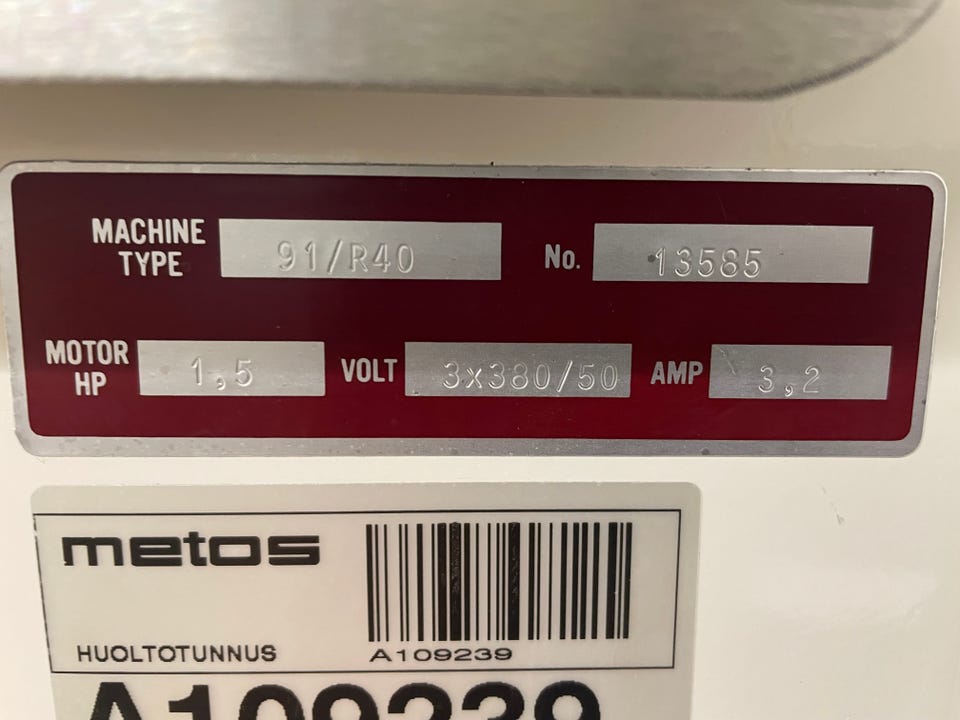 MACHINE TYPE 91/R40 No. 13585
MOTOR HP 1,5 VOLT 3x380/50 AMP 3,2
metos
HUOLTOTUNNUS A109239
A109239